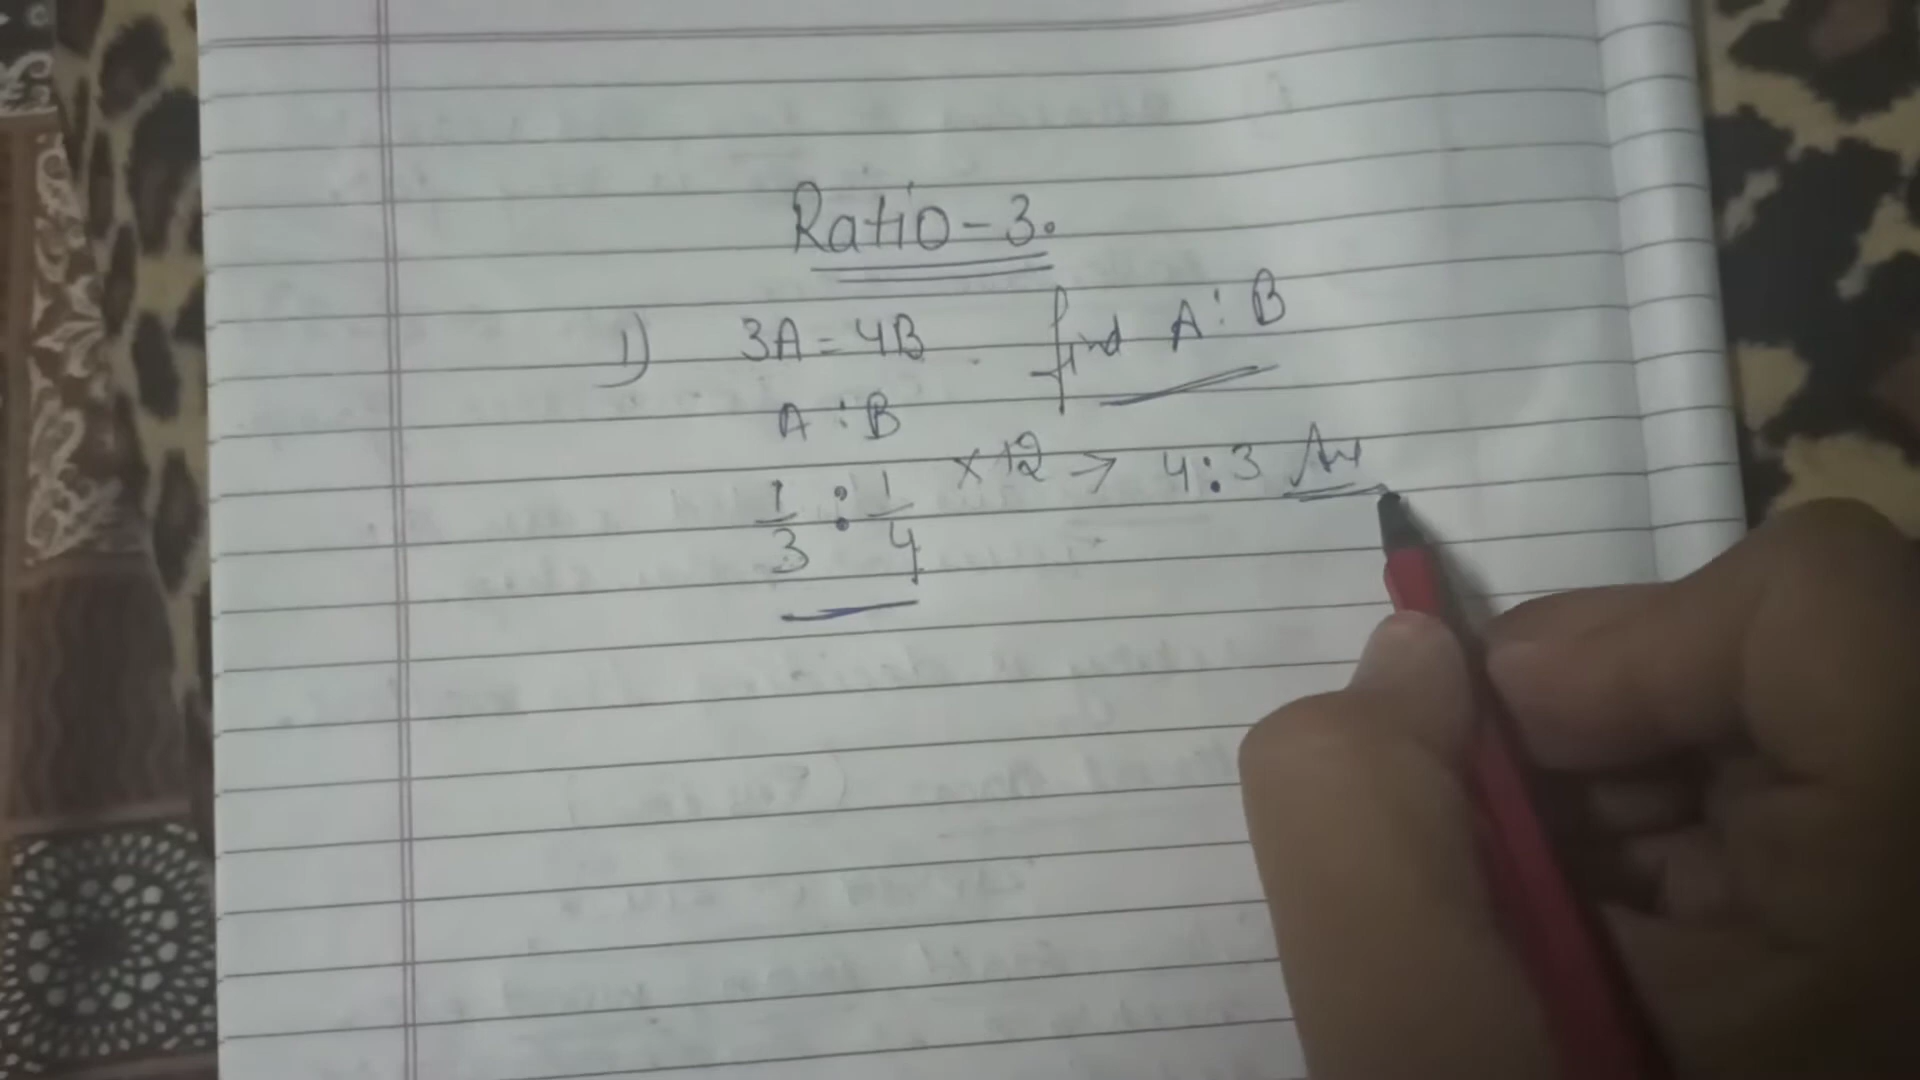 Ratio-3.
1) 3A=4B. find A:B
A:B
1/3 : 1/4 ×12 → 4:3 Ans